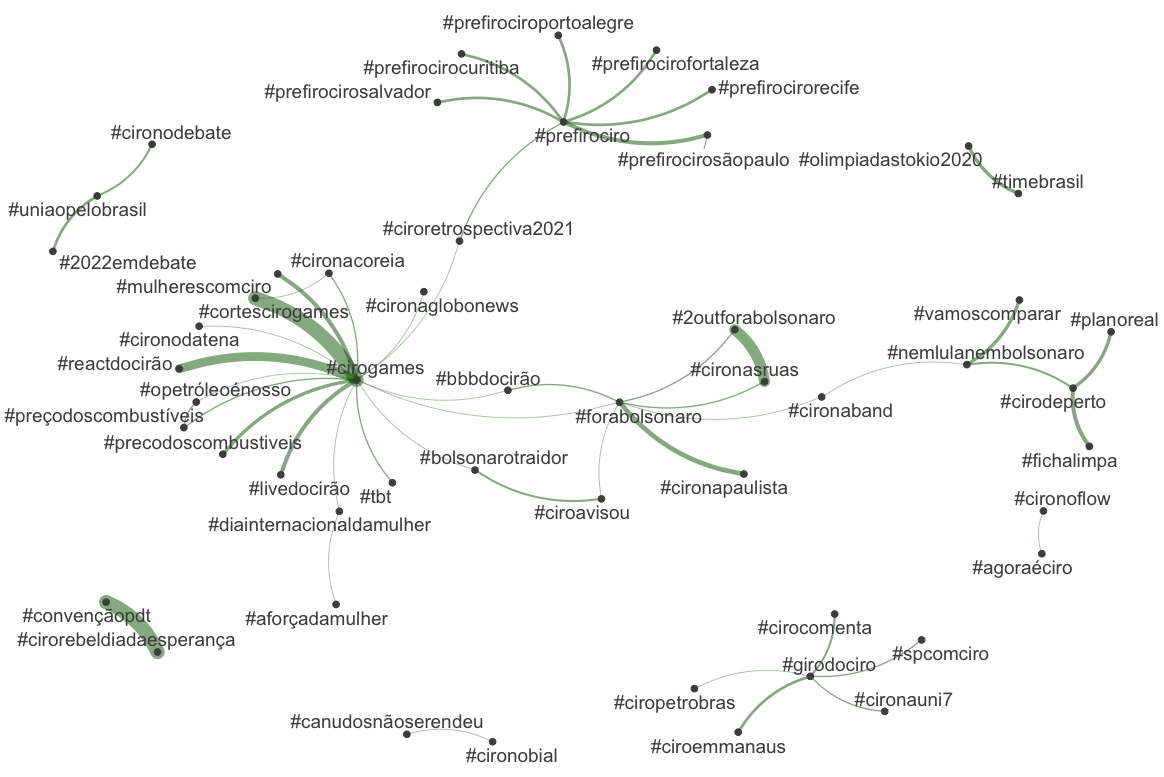 #prefirociroportoalegre
#prefirocirocuritiba
#prefirocirofortaleza
#prefirocirosalvador
#prefirocirorecife
#cironodebate
#prefirociro
#prefirocirosãopaulo
#olimpiadastokio2020
#timebrasil
#uniaopelobrasil
#ciroretrospectiva2021
#2022emdebate
#cironacoreia
#mulherescomciro
#cortescirogames
#cironaglobonews
#cironodatena
#2outforabolsonaro
#vamoscomparar
#planoreal
#reactdocirão
#cirogames
#cironasruas
#nemlulanembolsonaro
#opetróleoénosso
#bbbdocirão
#preçodoscombustíveis
#forabolsonaro
#cironaband
#cirodeperto
#precodoscombustiveis
#bolsonarotraidor
#fichalimpa
#livedocirão
#tbt
#cironapaulista
#cironoflow
#diainternacionaldamulher
#ciroavisou
#agoraéciro
#convençãopdt
#aforçadamulher
#cirorebeldiadaesperança
#cirocomenta
#spcomciro
#girodociro
#ciropetrobras
#cironauni7
#canudosnãoserendeu
#ciroemmanaus
#cironobial